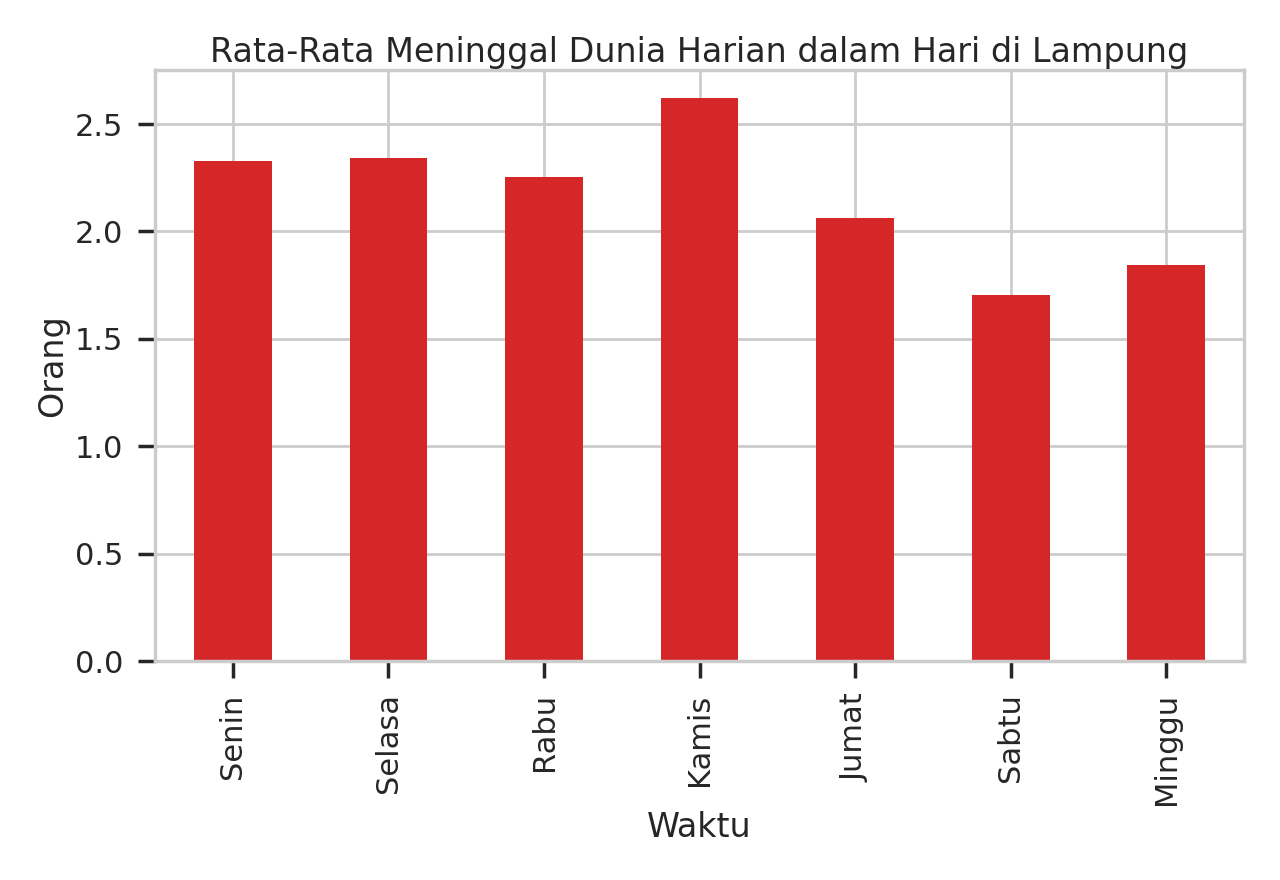 Rata-Rata Meninggal Dunia Harian dalam Hari di Lampung
2.5
2.0
1.5
1.0
0.5
0.0
Orang
Senin
Selasa
Rabu
Kamis
Jumat
Sabtu
Minggu
Waktu